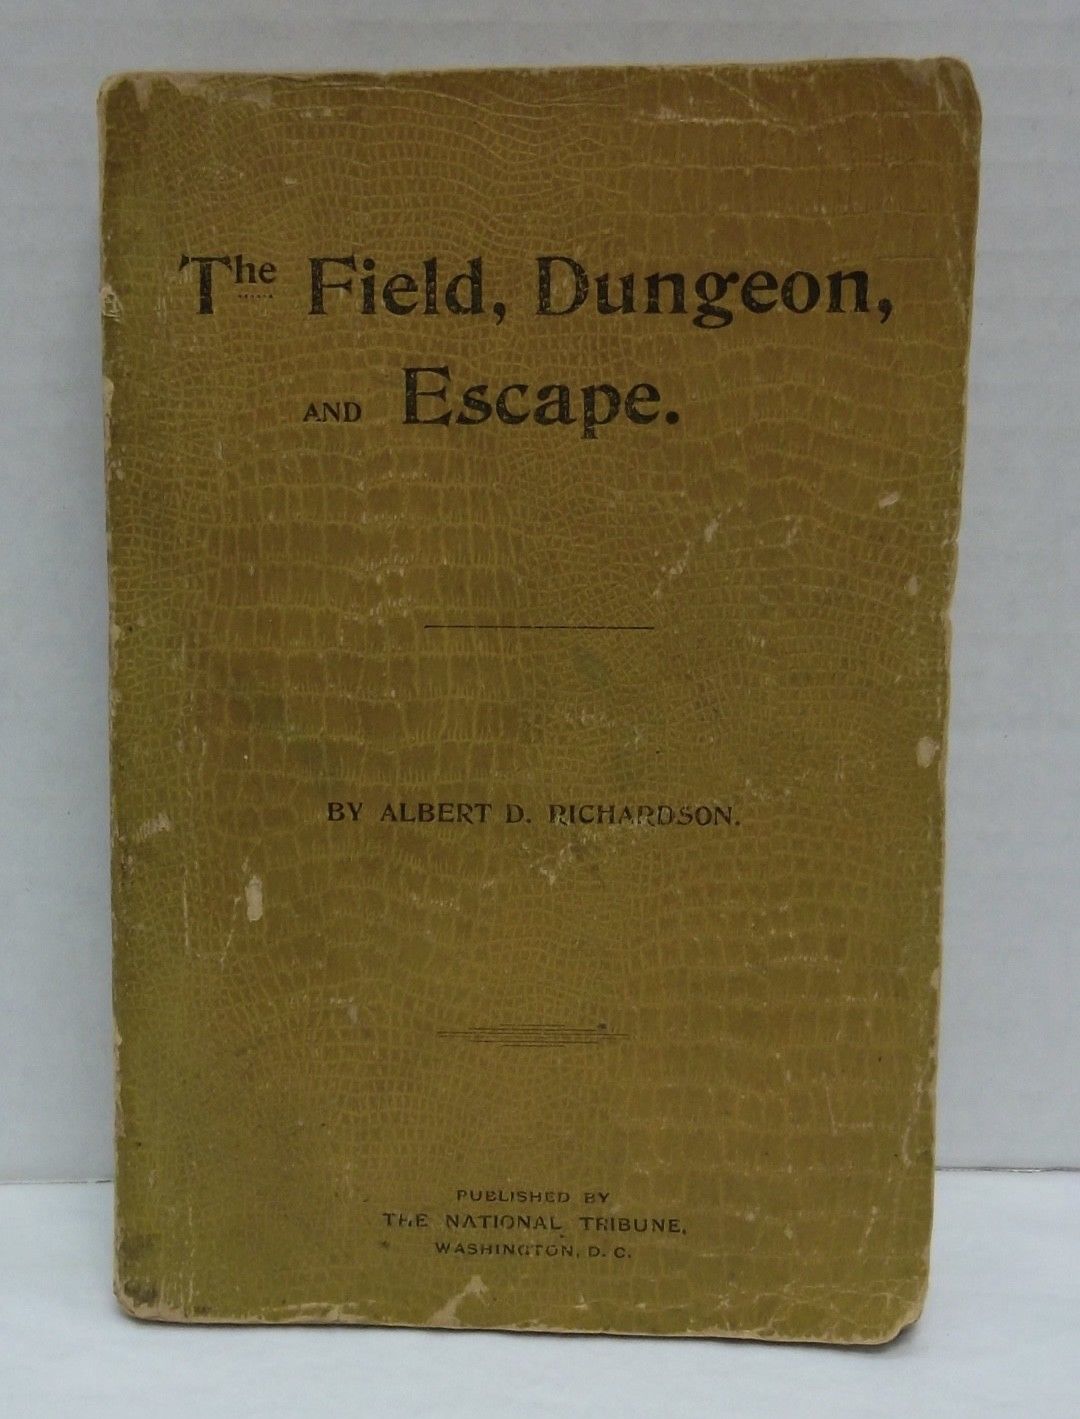 The Field, Dungeon,
AND Escape.
BY ALBERT D. RICHARDSON.
PUBLISHED BY
THE NATIONAL TRIBUNE,
WASHINGTON, D. C.